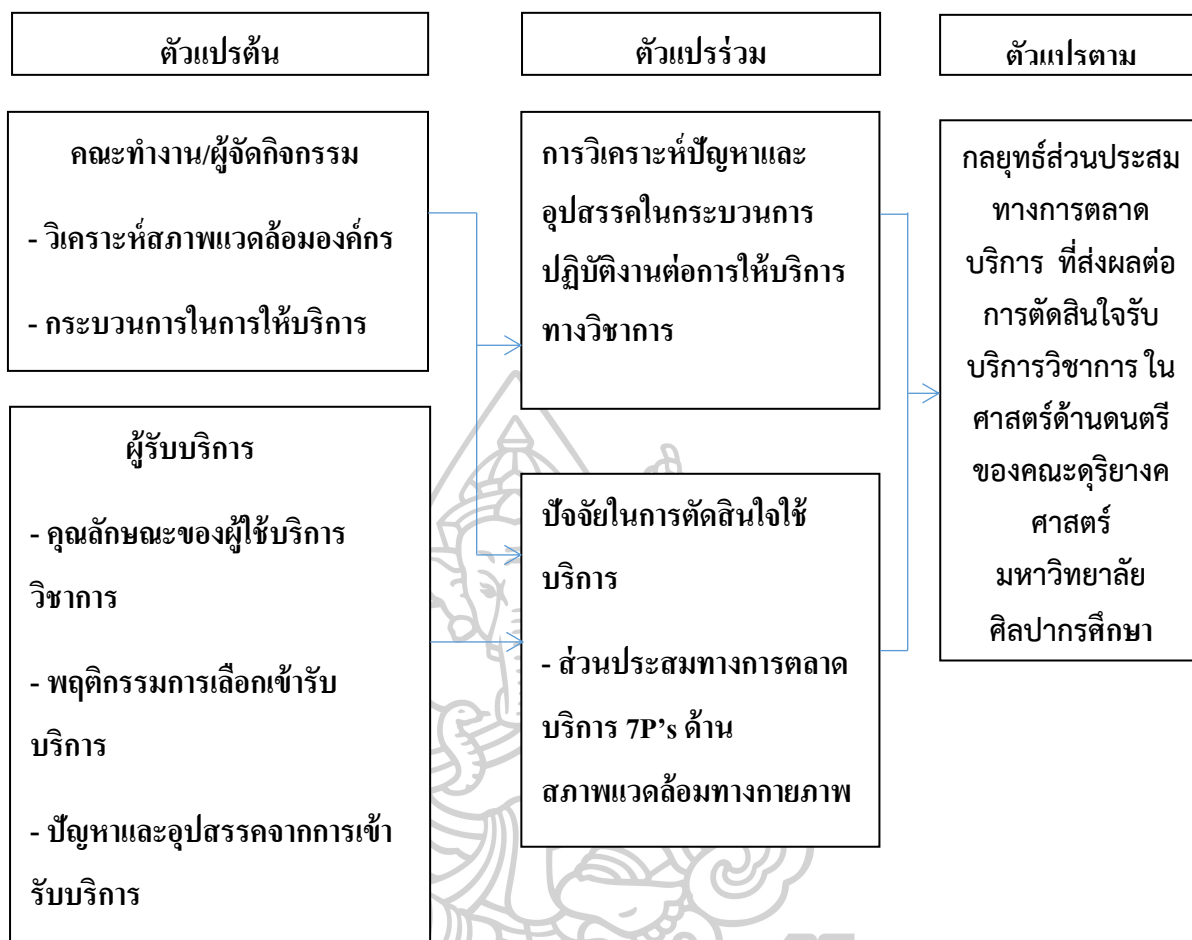 ตัวแปรต้น
ตัวแปรร่วม
ตัวแปรตาม
คณะทำงาน/ผู้จัดกิจกรรม
- วิเคราะห์สภาพแวดล้อมองค์กร
- กระบวนการในการให้บริการ
ผู้รับบริการ
- คุณลักษณะของผู้ใช้บริการ
วิชาการ
- พฤติกรรมการเลือกเข้ารับ
บริการ
- ปัญหาและอุปสรรคจากการเข้า
รับบริการ
การวิเคราะห์ปัญหาและ
อุปสรรคในกระบวนการ
ปฏิบัติงานต่อการให้บริการ
ทางวิชาการ
ปัจจัยในการตัดสินใจใช้
บริการ
- ส่วนประสมทางการตลาด
บริการ 7P’s ด้าน
สภาพแวดล้อมทางกายภาพ
กลยุทธ์ส่วนประสม
ทางการตลาด
บริการ ที่ส่งผลต่อ
การตัดสินใจรับ
บริการวิชาการ ใน
ศาสตร์ด้านดนตรี
ของคณะดุริยางค
ศาสตร์
มหาวิทยาลัย
ศิลปากรศึกษา